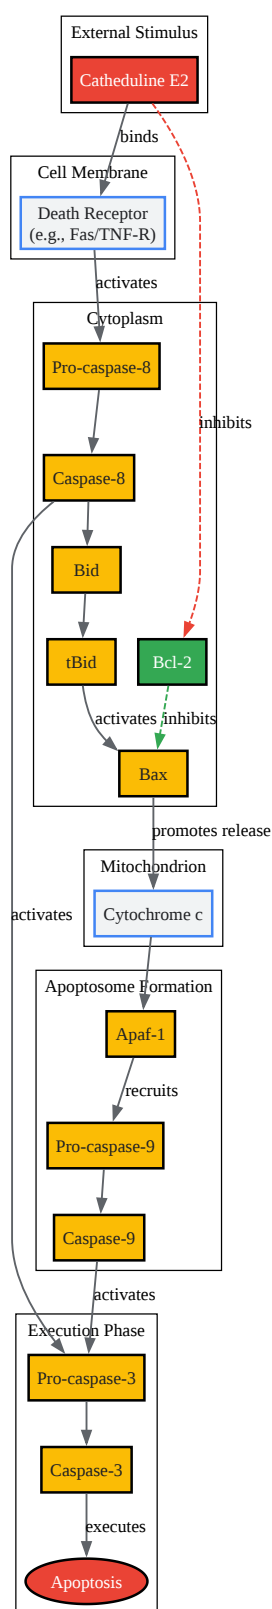 External Stimulus
Catheduline E2
binds
Cell Membrane
Death Receptor
(e.g., Fas/TNF-R)
activates
Cytoplasm
Pro-caspase-8
inhibits
Caspase-8
Bid
tBid
Bcl-2
activates
inhibits
Bax
promotes release
Mitochondrion
Cytochrome c
activates
Apoptosome Formation
Apaf-1
recruits
Pro-caspase-9
Caspase-9
activates
Execution Phase
Pro-caspase-3
Caspase-3
executes
Apoptosis